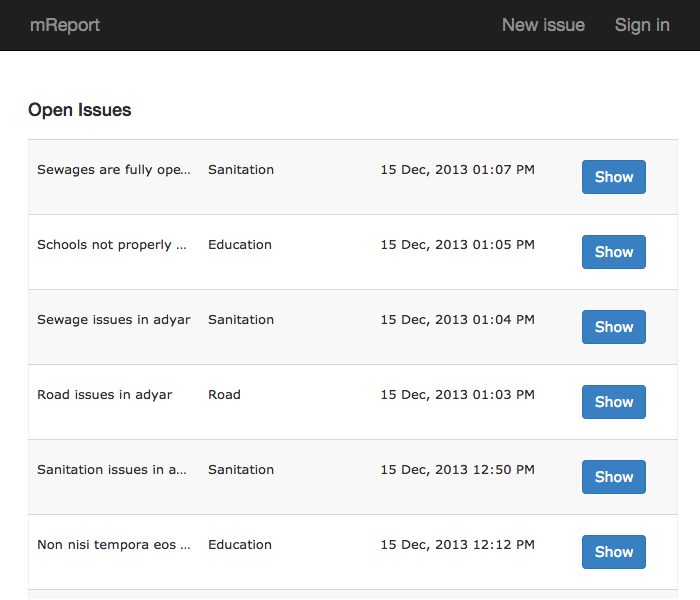 mReport New issue Sign in
Open Issues
Sewages are fully ope... Sanitation 15 Dec, 2013 01:07 PM Show
Schools not properly ... Education 15 Dec, 2013 01:05 PM Show
Sewage issues in adyar Sanitation 15 Dec, 2013 01:04 PM Show
Road issues in adyar Road 15 Dec, 2013 01:03 PM Show
Sanitation issues in a... Sanitation 15 Dec, 2013 12:50 PM Show
Non nisi tempora eos ... Education 15 Dec, 2013 12:12 PM Show